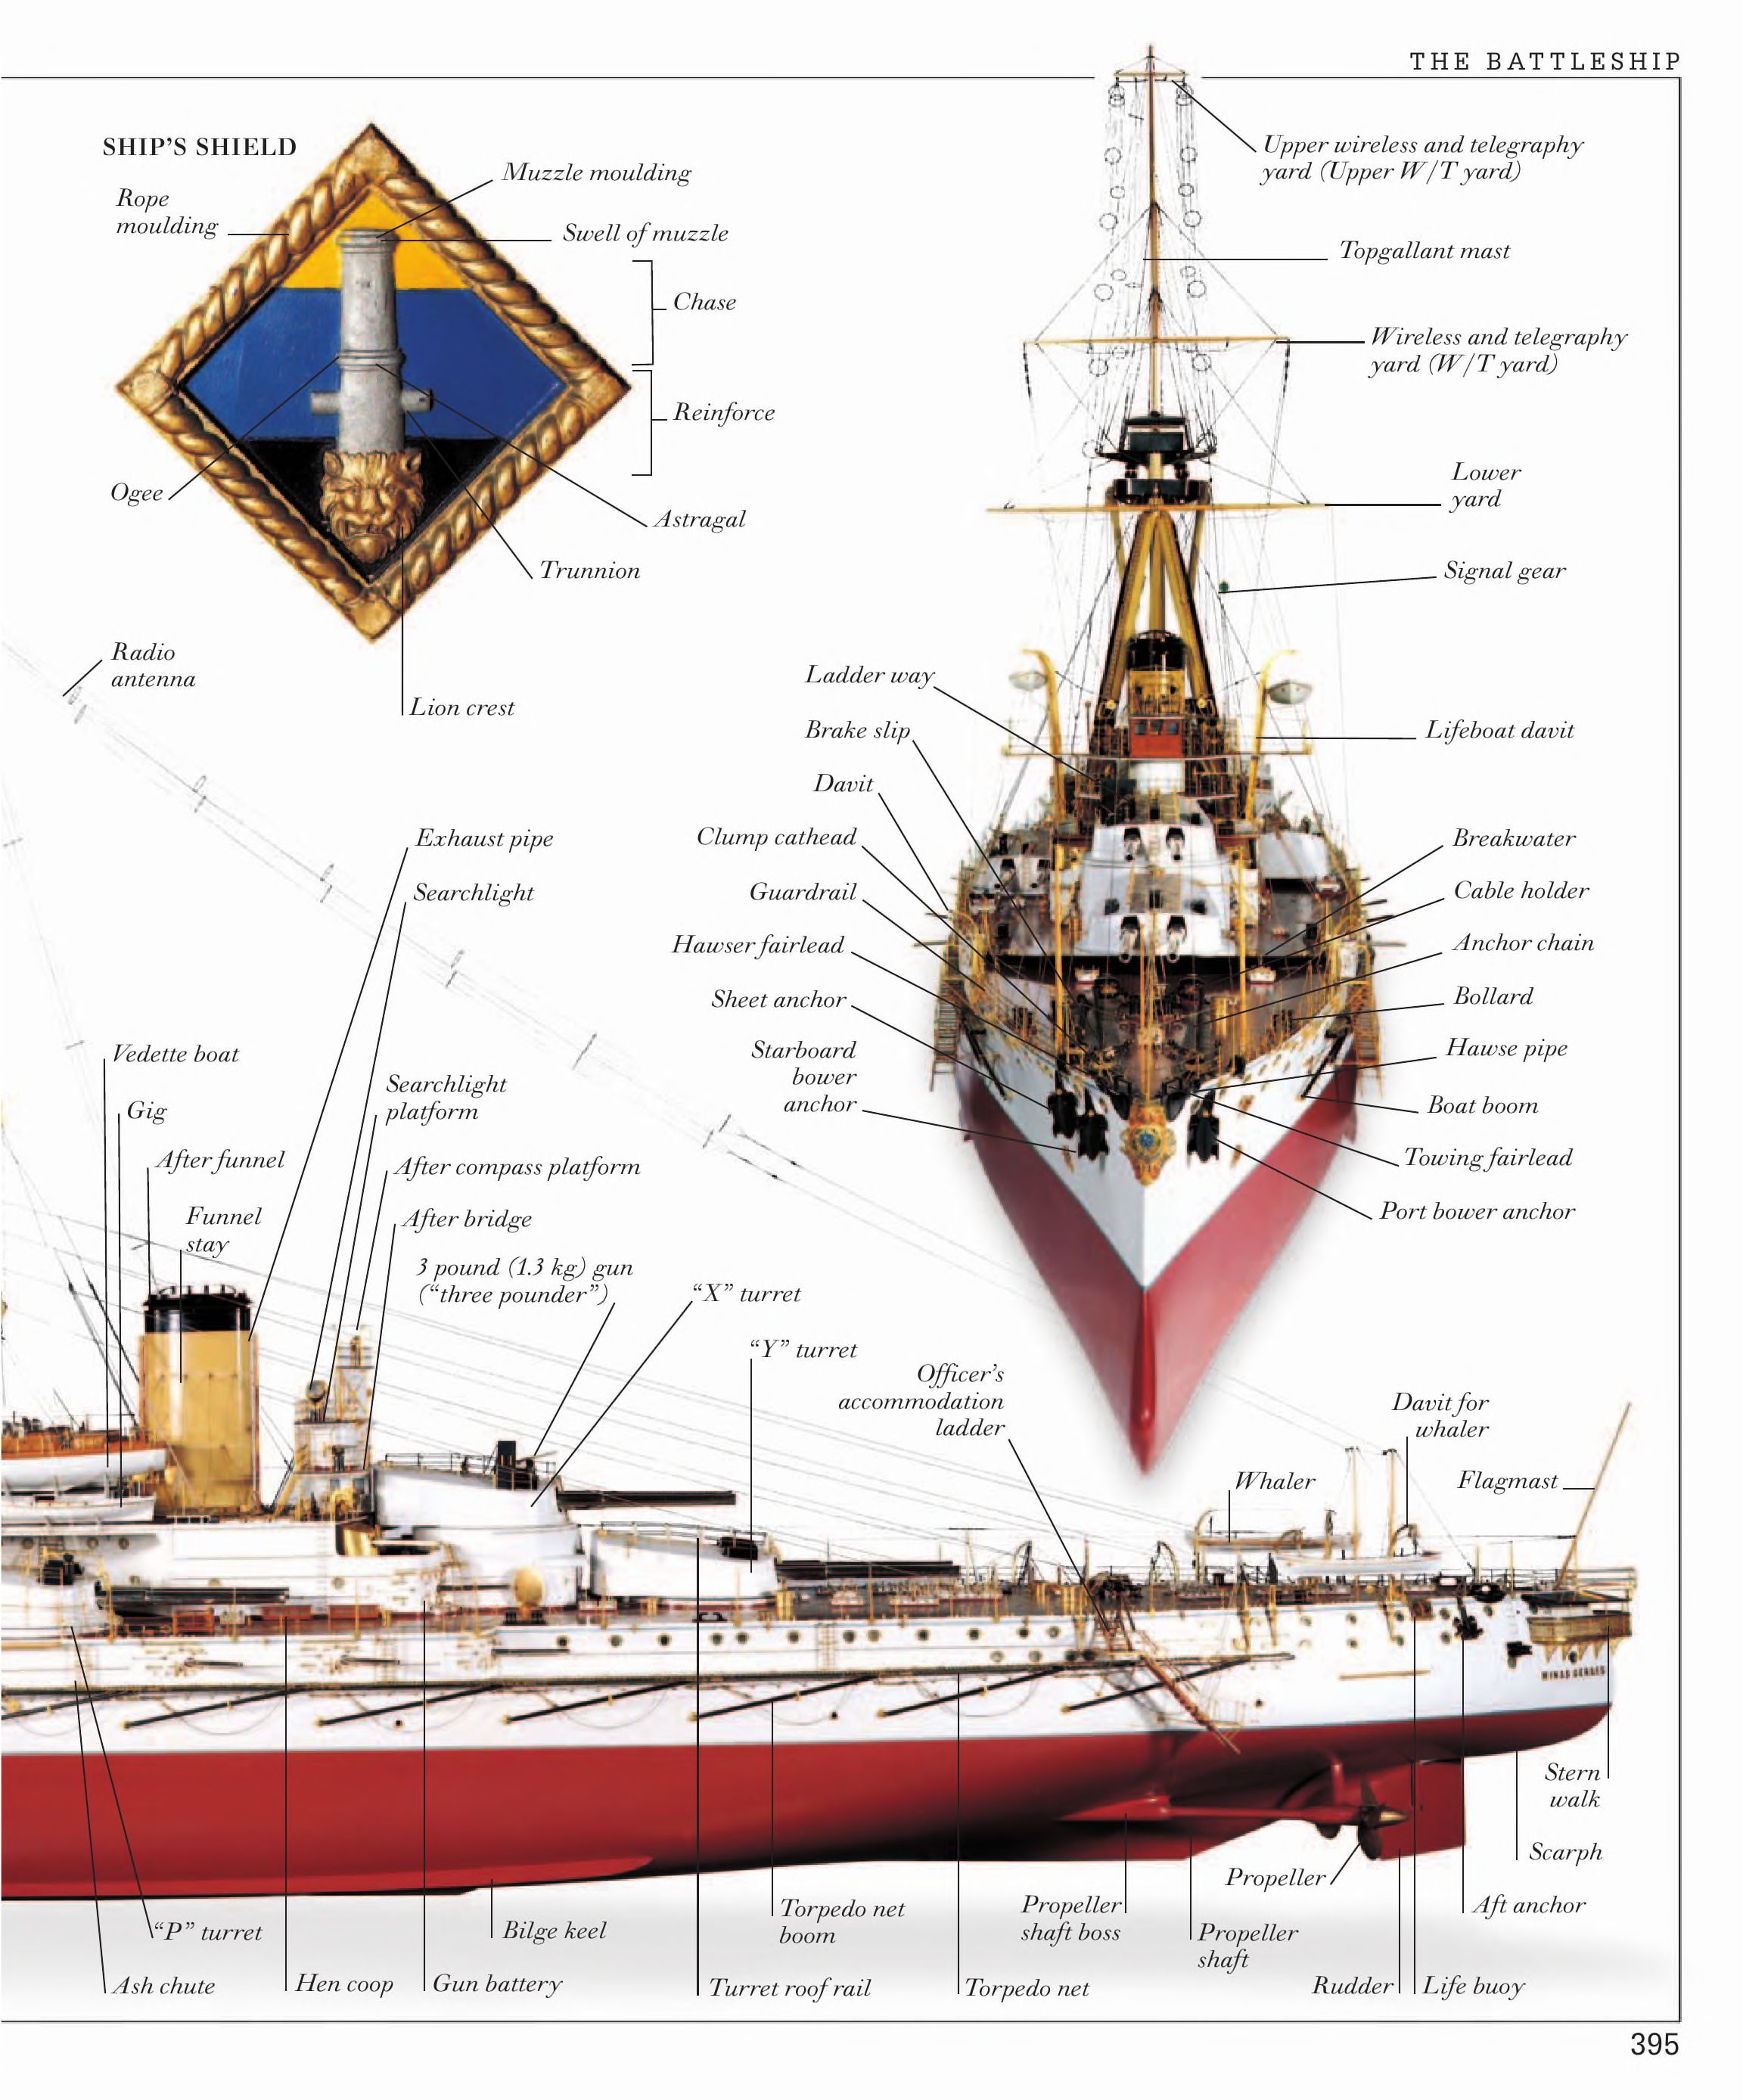 THE BATTLESHIP
SHIP'S SHIELD
Rope
moulding
Muzzle moulding
Swell of muzzle
Chase
Reinforce
Ogee
Astragal
Trunnion
Lion crest
Radio
antenna
Upper wireless and telegraphy
yard (Upper W/T yard)
Topgallant mast
Wireless and telegraphy
yard (W/T yard)
Lower
yard
Signal gear
Lifeboat davit
Ladder way
Brake slip
Davit
Clump cathead
Guardrail
Hawser fairlead
Sheet anchor
Starboard
bower
anchor
Breakwater
Cable holder
Anchor chain
Bollard
Hawse pipe
Boat boom
Towing fairlead
Port bower anchor
Exhaust pipe
Searchlight
Vedette boat
Gig
Searchlight
platform
After funnel
After compass platform
Funnel
stay
After bridge
3 pound (1.3 kg) gun
(“three pounder”)
“X” turret
“Y” turret
Officer’s
accommodation
ladder
Davit for
whaler
Whaler
Flagmast
MINAS GERAES
Stern
walk
Scarph
Propeller
Aft anchor
Propeller
shaft boss
Propeller
shaft
Torpedo net
boom
“P” turret
Bilge keel
Ash chute
Hen coop
Gun battery
Turret roof rail
Torpedo net
Rudder
Life buoy
395